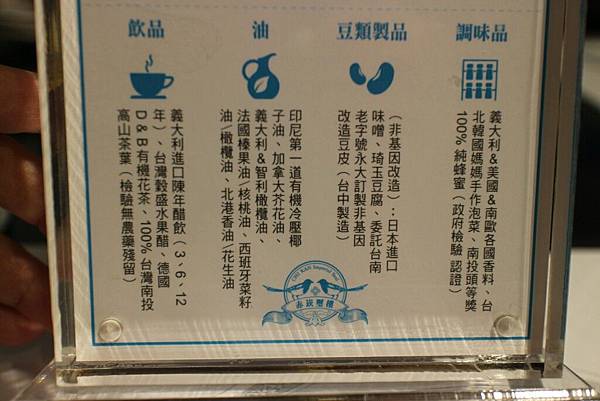 調味品
義大利&美國&南歐各國香料、台
北韓國媽媽手作泡菜、南投頭等獎
100% 純蜂蜜(政府檢驗 認證)
豆類製品
(非基因改造):日本進口
味噌、琦玉豆腐、委託台南
老字號永大訂製非基因
改造豆皮(台中製造)
油
印尼第一道有機冷壓椰
子油、加拿大芥花油、
義大利&智利橄欖油、
法國榛果油/核桃油、西班牙菜籽
油/橄欖油、北港香油/花生油
飲品
義大利進口陳年醋飲(3、6、12
年)、台灣穀盛水果醋、德國
D&B有機花茶、100% 台灣南投
高山茶葉(檢驗無農藥殘留)